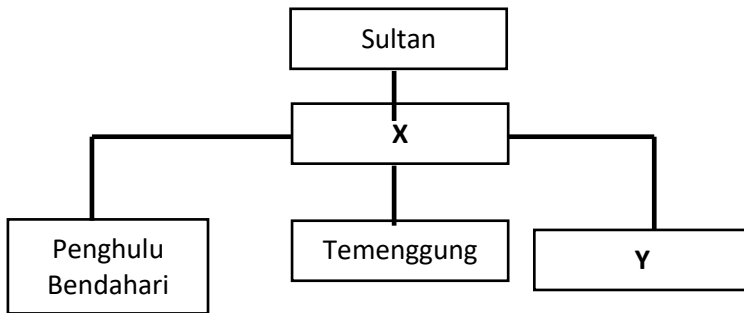 Sultan
X
Penghulu
Bendahari
Temenggung
Y